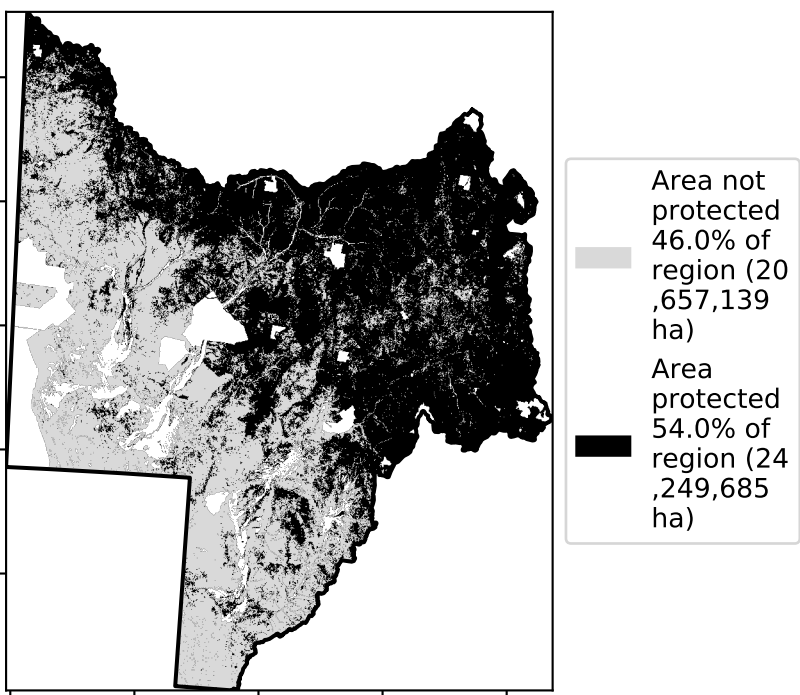 Area not
protected
46.0% of
region (20
,657,139
ha)
Area
protected
54.0% of
region (24
,249,685
ha)